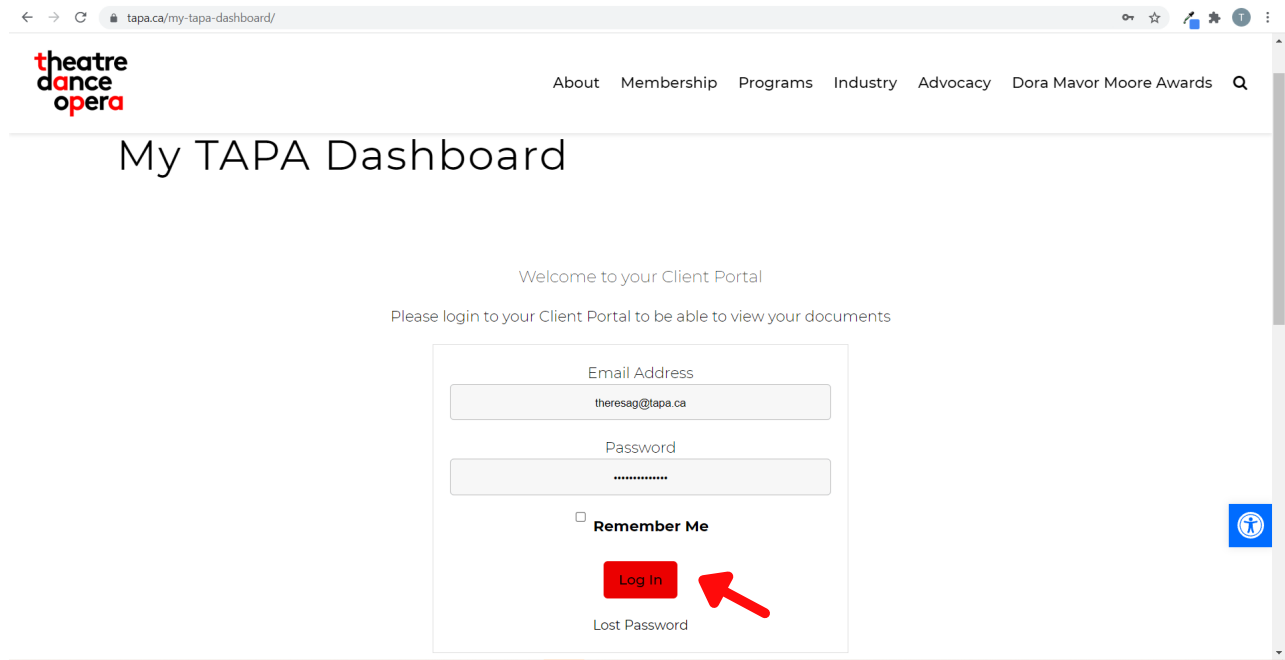 tapa.ca/my-tapa-dashboard/
T
theatre
dance
opera
About Membership Programs Industry Advocacy Dora Mavor Moore Awards
My TAPA Dashboard
Welcome to your Client Portal
Please login to your Client Portal to be able to view your documents
Email Address
theresag@tapa.ca
Password
••••••••••••••
Remember Me
Log In
Lost Password